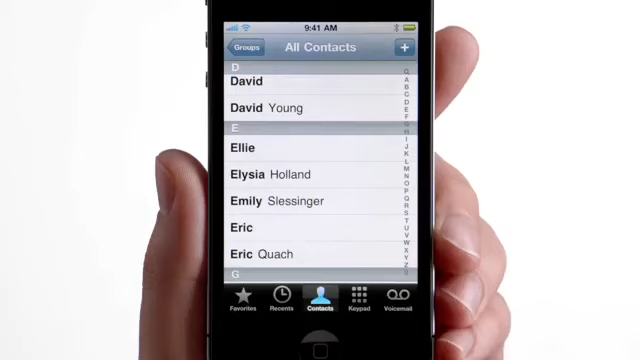 9:41 AM
Groups
All Contacts
+
D
David
David Young
E
Ellie
Elysia Holland
Emily Slessinger
Eric
Eric Quach
G
A
B
C
D
E
F
G
H
I
J
K
L
M
N
O
P
Q
R
S
T
U
V
W
X
Y
Z
Favorites
Recents
Contacts
Keypad
Voicemail